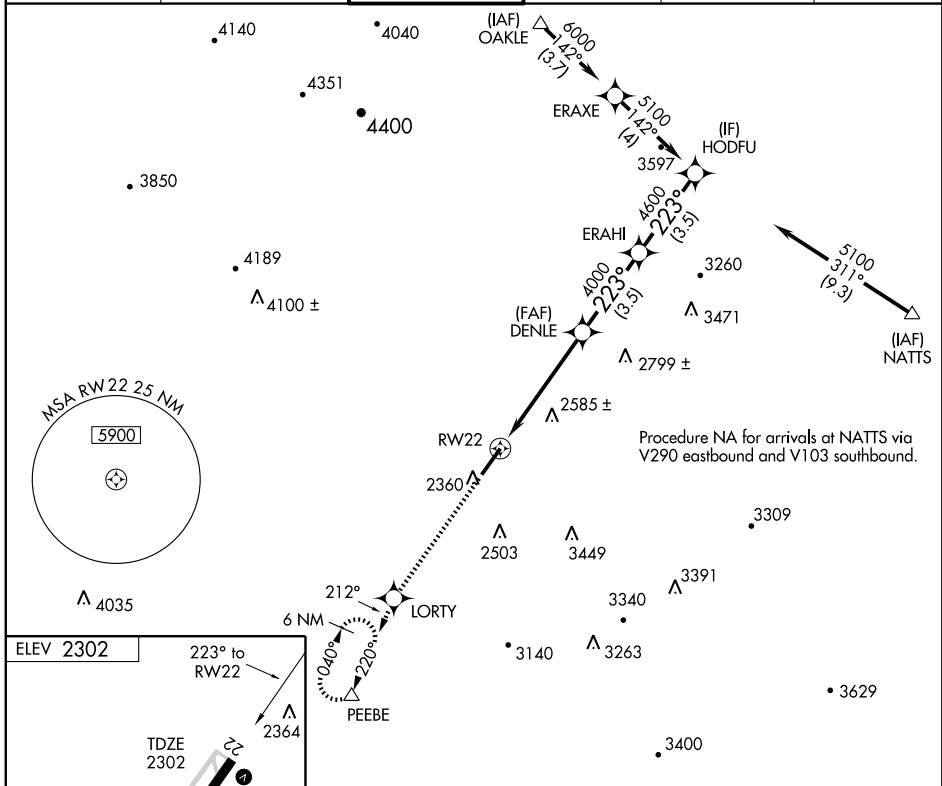 4140
4040
(IAF)
OAKLE
6000
142°
(3.7)
4351
4400
ERAXE
5100
142°
(4)
(IF)
HODFU
3597
3850
4600
223°
(3.5)
ERAHI
4189
4100 ±
3260
5100
311°
(9.3)
4000
223°
(3.5)
(FAF)
DENLE
3471
(IAF)
NATTS
2799 ±
MSA RW22 25 NM
5900
2585 ±
RW22
Procedure NA for arrivals at NATTS via
V290 eastbound and V103 southbound.
2360
2503
3449
3309
4035
212°
LORTY
3391
6 NM
3340
040°
220°
3140
3263
PEEBE
3629
3400
ELEV 2302
223° to
RW22
2364
TDZE
2302
22
V